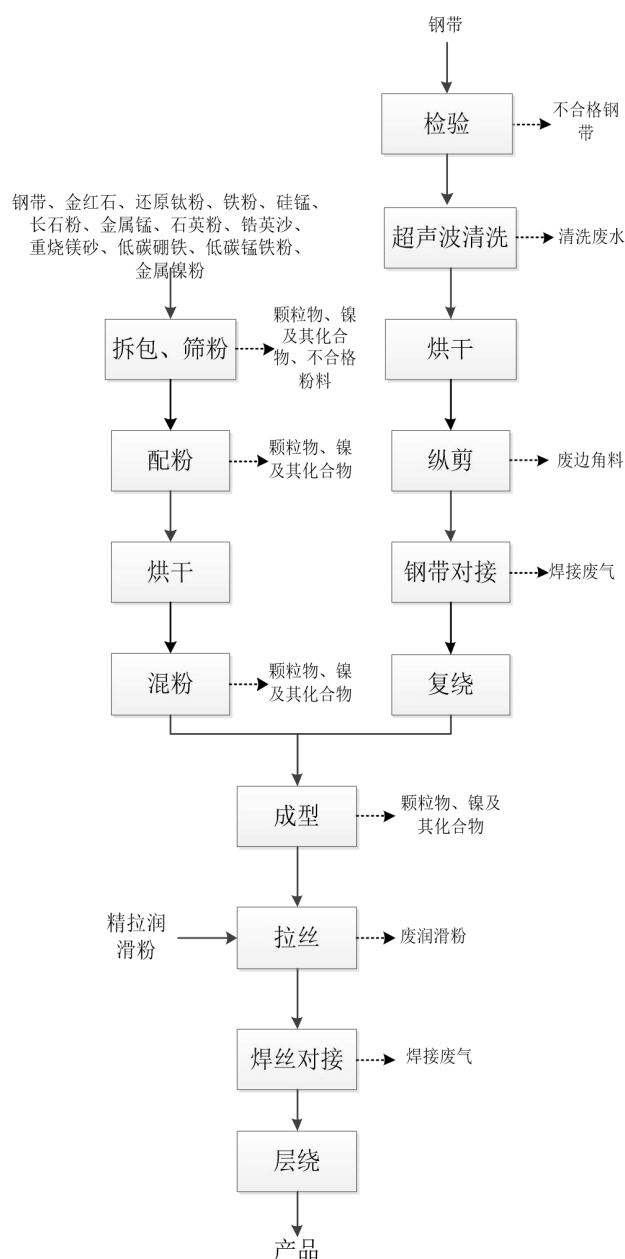 钢带
检验
不合格钢
带
钢带、金红石、还原钛粉、铁粉、硅锰、
长石粉、金属锰、石英粉、锆英沙、
重烧镁砂、低碳硼铁、低碳锰铁粉、
金属镍粉
超声波清洗
清洗废水
拆包、筛粉
颗粒物、镍
及其化合
物、不合格
粉料
烘干
配粉
颗粒物、镍
及其化合物
纵剪
废边角料
烘干
钢带对接
焊接废气
混粉
颗粒物、镍
及其化合物
复绕
成型
颗粒物、镍及
其化合物
精拉润
滑粉
拉丝
废润滑粉
焊丝对接
焊接废气
层绕
产品